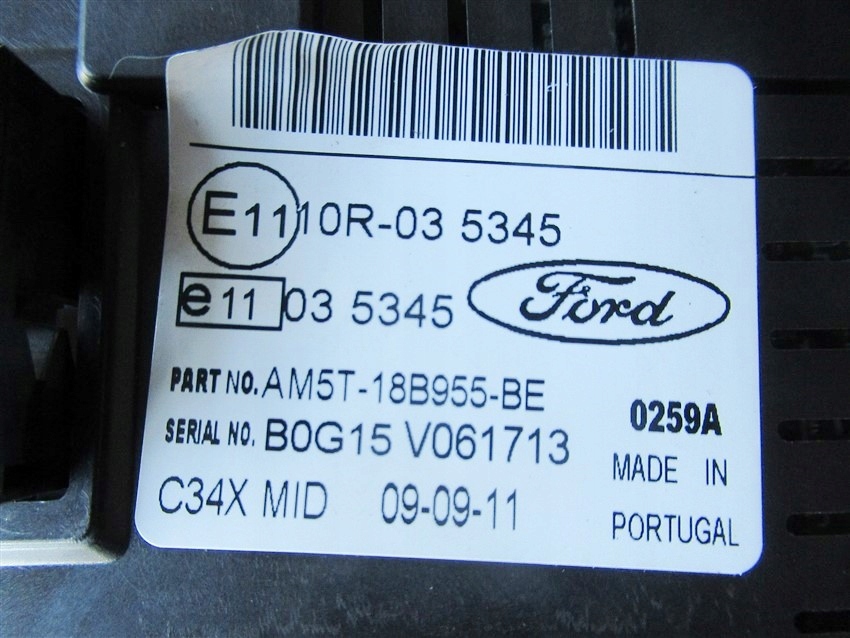 E11 10R-03 5345
e11 03 5345 Ford
PART NO. AM5T-18B955-BE
SERIAL NO. B0G15 V061713
0259A
C34X MID 09-09-11
MADE IN
PORTUGAL